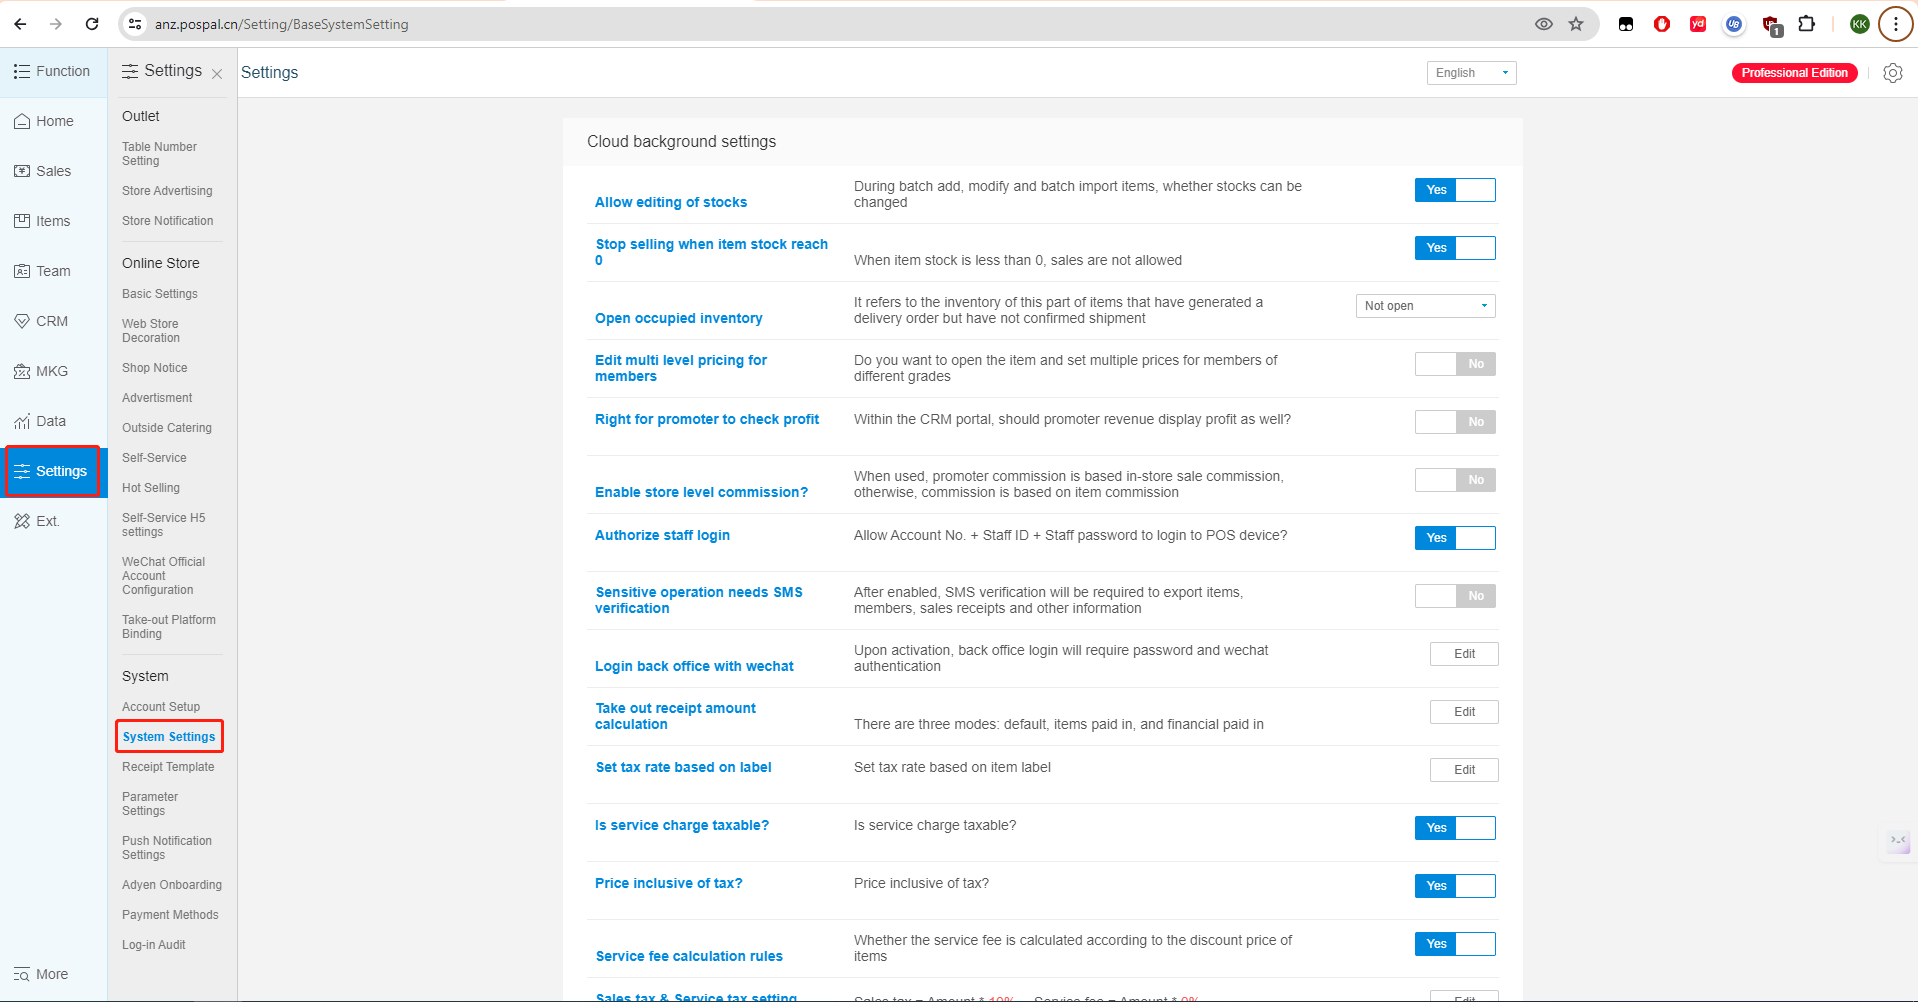 anz.pospal.cn/Setting/BaseSystemSetting
yd
UB
1
KK
Function
Home
Sales
Items
Team
CRM
MKG
Data
Settings
Ext.
More
Settings
Outlet
Table Number
Setting
Store Advertising
Store Notification
Online Store
Basic Settings
Web Store
Decoration
Shop Notice
Advertisment
Outside Catering
Self-Service
Hot Selling
Self-Service H5
settings
WeChat Official
Account
Configuration
Take-out Platform
Binding
System
Account Setup
System Settings
Receipt Template
Parameter
Settings
Push Notification
Settings
Adyen Onboarding
Payment Methods
Log-in Audit
Settings
English
Professional Edition
Cloud background settings
Allow editing of stocks
During batch add, modify and batch import items, whether stocks can be
changed
Yes
Stop selling when item stock reach
0
When item stock is less than 0, sales are not allowed
Yes
Open occupied inventory
It refers to the inventory of this part of items that have generated a
delivery order but have not confirmed shipment
Not open
Edit multi level pricing for
members
Do you want to open the item and set multiple prices for members of
different grades
No
Right for promoter to check profit
Within the CRM portal, should promoter revenue display profit as well?
No
Enable store level commission?
When used, promoter commission is based in-store sale commission,
otherwise, commission is based on item commission
No
Authorize staff login
Allow Account No. + Staff ID + Staff password to login to POS device?
Yes
Sensitive operation needs SMS
verification
After enabled, SMS verification will be required to export items,
members, sales receipts and other information
No
Login back office with wechat
Upon activation, back office login will require password and wechat
authentication
Edit
Take out receipt amount
calculation
There are three modes: default, items paid in, and financial paid in
Edit
Set tax rate based on label
Set tax rate based on item label
Edit
Is service charge taxable?
Is service charge taxable?
Yes
Price inclusive of tax?
Price inclusive of tax?
Yes
Service fee calculation rules
Whether the service fee is calculated according to the discount price of
items
Yes
Sales tax & Service tax setting
Sales tax = Amount * 10% Service fee = Amount * 0%
Edit